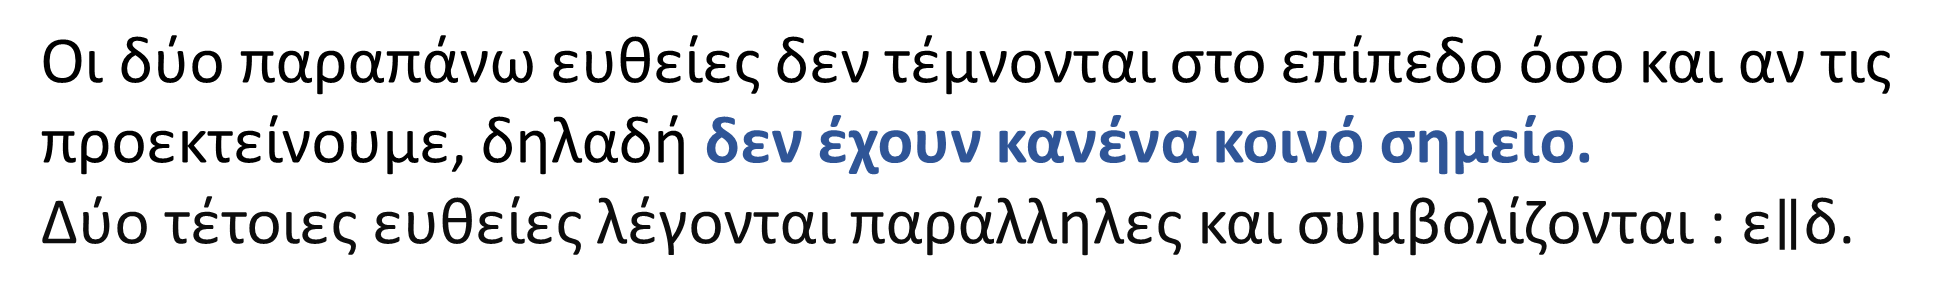 Οι δύο παραπάνω ευθείες δεν τέμνονται στο επίπεδο όσο και αν τις
προεκτείνουμε, δηλαδή δεν έχουν κανένα κοινό σημείο.
Δύο τέτοιες ευθείες λέγονται παράλληλες και συμβολίζονται : ε∥δ.